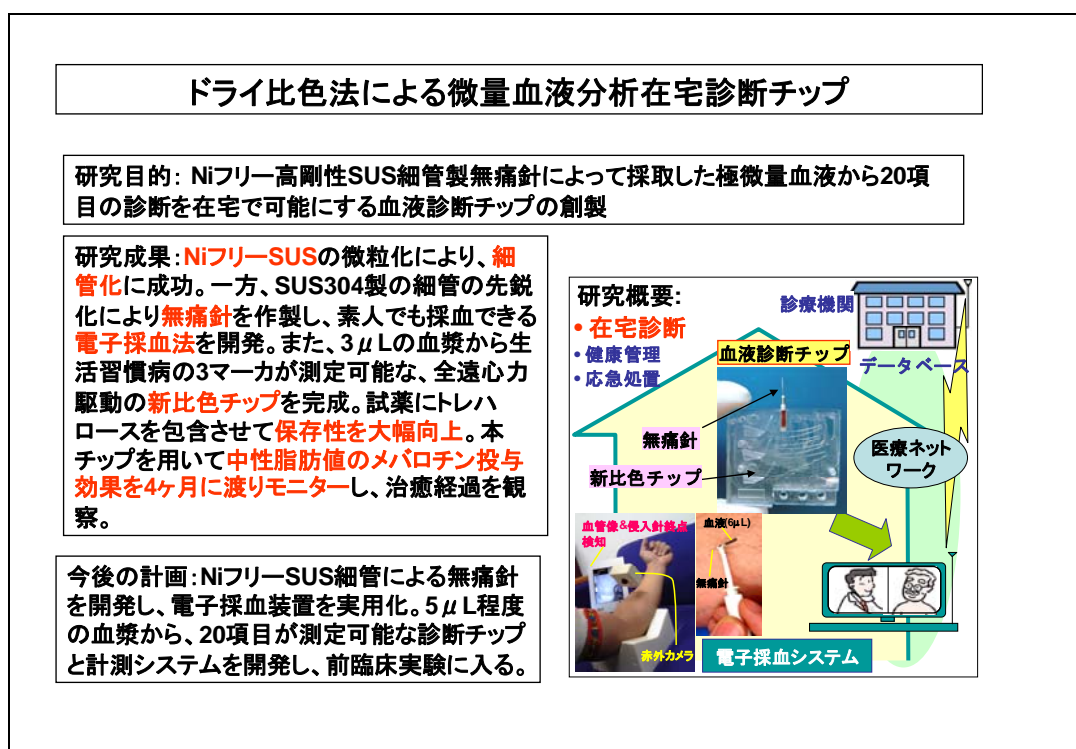 ドライ比色法による微量血液分析在宅診断チップ
研究目的： Niフリー高剛性SUS細管製無痛針によって採取した極微量血液から20項
目の診断を在宅で可能にする血液診断チップの創製
研究成果：NiフリーSUSの微粒化により、細
管化に成功。一方、SUS304製の細管の先鋭
化により無痛針を作製し、素人でも採血できる
電子採血法を開発。また、３μLの血漿から生
活習慣病の3マーカが測定可能な、全遠心力
駆動の新比色チップを完成。試薬にトレハ
ロースを包含させて保存性を大幅向上。本
チップを用いて中性脂肪値のメバロチン投与
効果を4ヶ月に渡りモニターし、治癒経過を観
察。
今後の計画：NiフリーSUS細管による無痛針
を開発し、電子採血装置を実用化。５μL程度
の血漿から、20項目が測定可能な診断チップ
と計測システムを開発し、前臨床実験に入る。
研究概要:
• 在宅診断
• 健康管理
• 応急処置
診療機関
血液診断チップ
データベース
無痛針
新比色チップ
医療ネット
ワーク
血管像&侵入針終点
検知
赤外カメラ
血液(6μL)
無痛針
電子採血システム